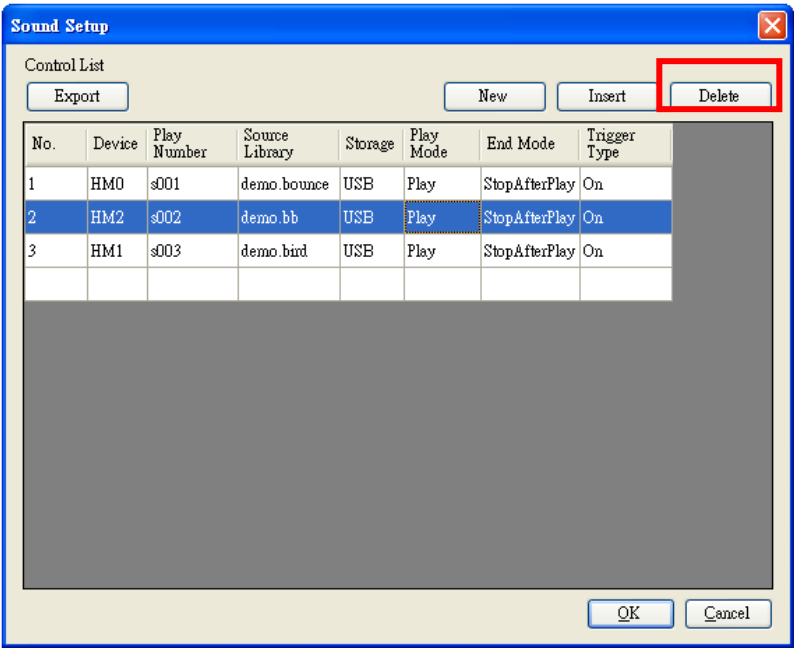 Sound Setup
Control List
Export New Insert Delete
No. Device Play Number Source Library Storage Play Mode End Mode Trigger Type
1 HM0 s001 demo.bounce USB Play StopAfterPlay On
2 HM2 s002 demo.bb USB Play StopAfterPlay On
3 HM1 s003 demo.bird USB Play StopAfterPlay On
OK Cancel